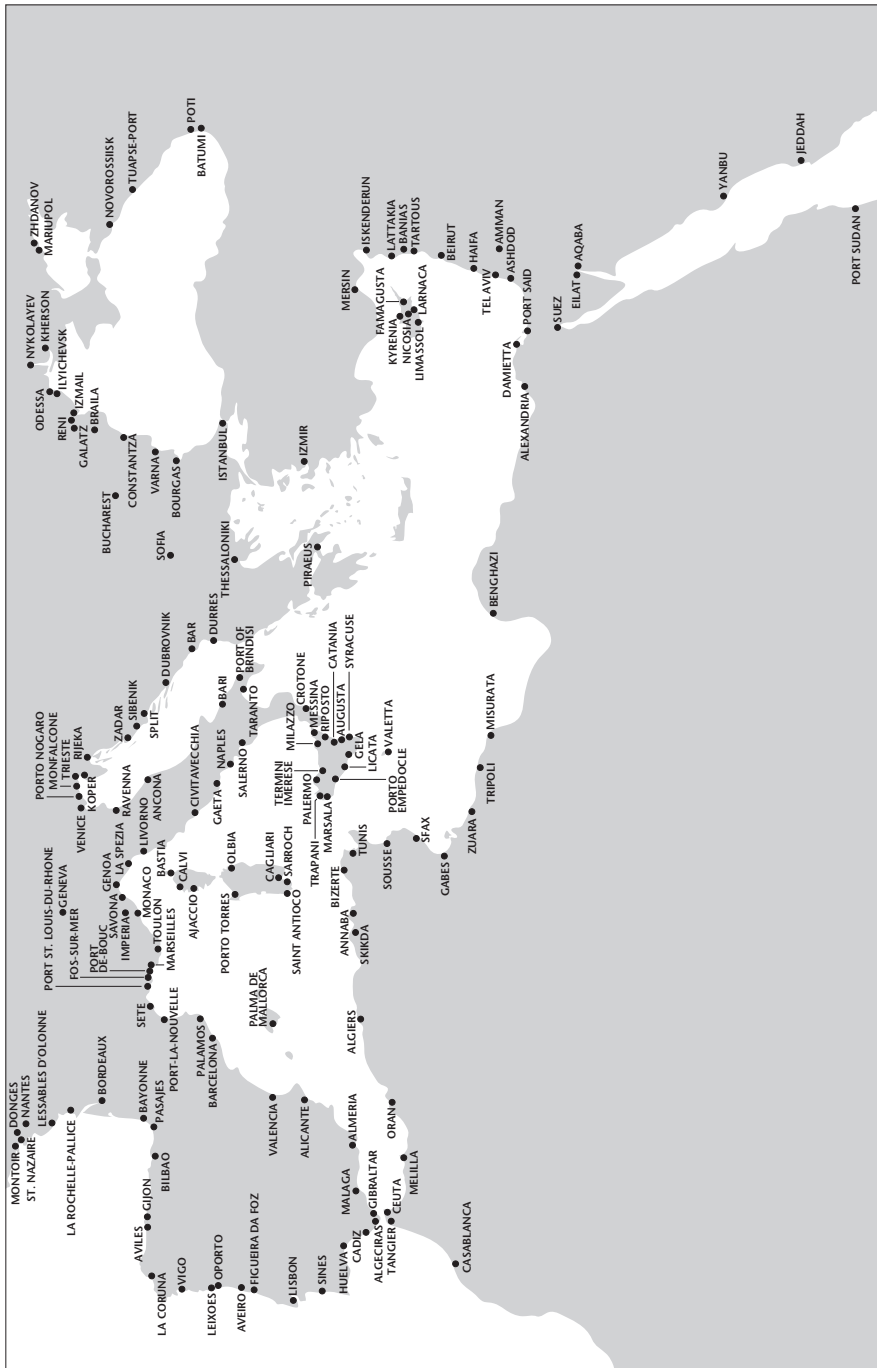 MONTOIR
DONGES
ST. NAZAIRE
NANTES
LESSABLES D'OLONNE
LA ROCHELLE-PALLICE
BORDEAUX
BAYONNE
PASAJES
BILBAO
GIJON
AVILES
LA CORUNA
VIGO
LEIXOES
OPORTO
AVEIRO
FIGUEIRA DA FOZ
LISBON
SINES
HUELVA
CADIZ
ALGECIRAS
TANGIER
GIBRALTAR
CEUTA
MALAGA
ALMERIA
MELILLA
ORAN
CASABLANCA
ALICANTE
VALENCIA
BARCELONA
PALAMOS
PALMA DE
MALLORCA
PORT-LA-NOUVELLE
SETE
PORT ST. LOUIS-DU-RHONE
FOS-SUR-MER
PORT
DE-BOUC
MARSEILLES
TOULON
GENEVA
MONACO
IMPERIA
SAVONA
GENOA
LA SPEZIA
LIVORNO
BASTIA
CALVI
AJACCIO
PORTO TORRES
OLBIA
CAGLIARI
SARROCH
SAINT ANTIOCO
ALGIERS
SKIKDA
ANNABA
BIZERTE
TUNIS
SOUSSE
SFAX
GABES
ZUARA
TRIPOLI
MISURATA
BENGHAZI
PORTO NOGARO
MONFALCONE
TRIESTE
RIJEKA
VENICE
KOPER
RAVENNA
ANCONA
CIVITAVECCHIA
GAETA
NAPLES
SALERNO
TARANTO
BARI
PORT OF
BRINDISI
CROTONE
MILAZZO
MESSINA
RIPOSTO
CATANIA
AUGUSTA
SYRACUSE
GELA
LICATA
PORTO
EMPEDOCLE
VALETTA
TERMINI
IMERESE
PALERMO
TRAPANI
MARSALA
ZADAR
SIBENIK
SPLIT
DUBROVNIK
BAR
DURRES
THESSALONIKI
PIRAEUS
SOFIA
BUCHAREST
IZMIR
ISTANBUL
BOURGAS
VARNA
CONSTANTZA
BRAILA
GALATZ
RENI
IZMAIL
ILYICHEVSK
ODESSA
NYKOLAYEV
KHERSON
ZHDANOV
MARIUPOL
NOVOROSSIISK
TUAPSE-PORT
POTI
BATUMI
MERSIN
ISKENDERUN
LATTAKIA
BANIAS
TARTOUS
FAMAGUSTA
KYRENIA
NICOSIA
LIMASSOL
LARNACA
BEIRUT
HAIFA
TEL AVIV
AMMAN
ASHDOD
PORT SAID
DAMIETTA
ALEXANDRIA
SUEZ
EILAT
AQABA
YANBU
JEDDAH
PORT SUDAN